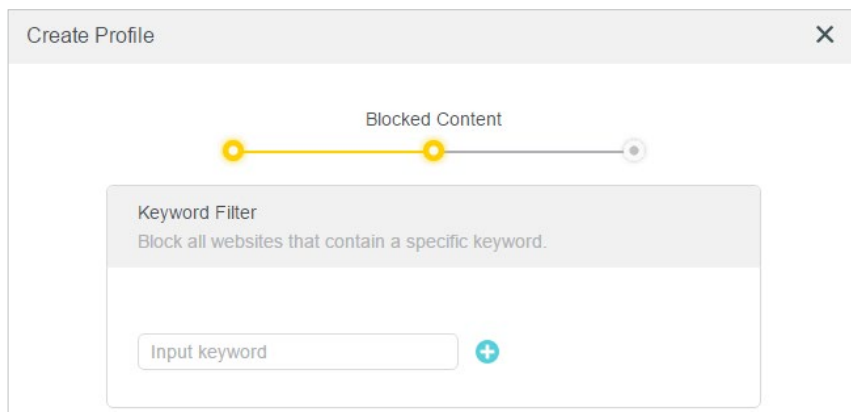 Create Profile
Blocked Content
Keyword Filter
Block all websites that contain a specific keyword.
Input keyword